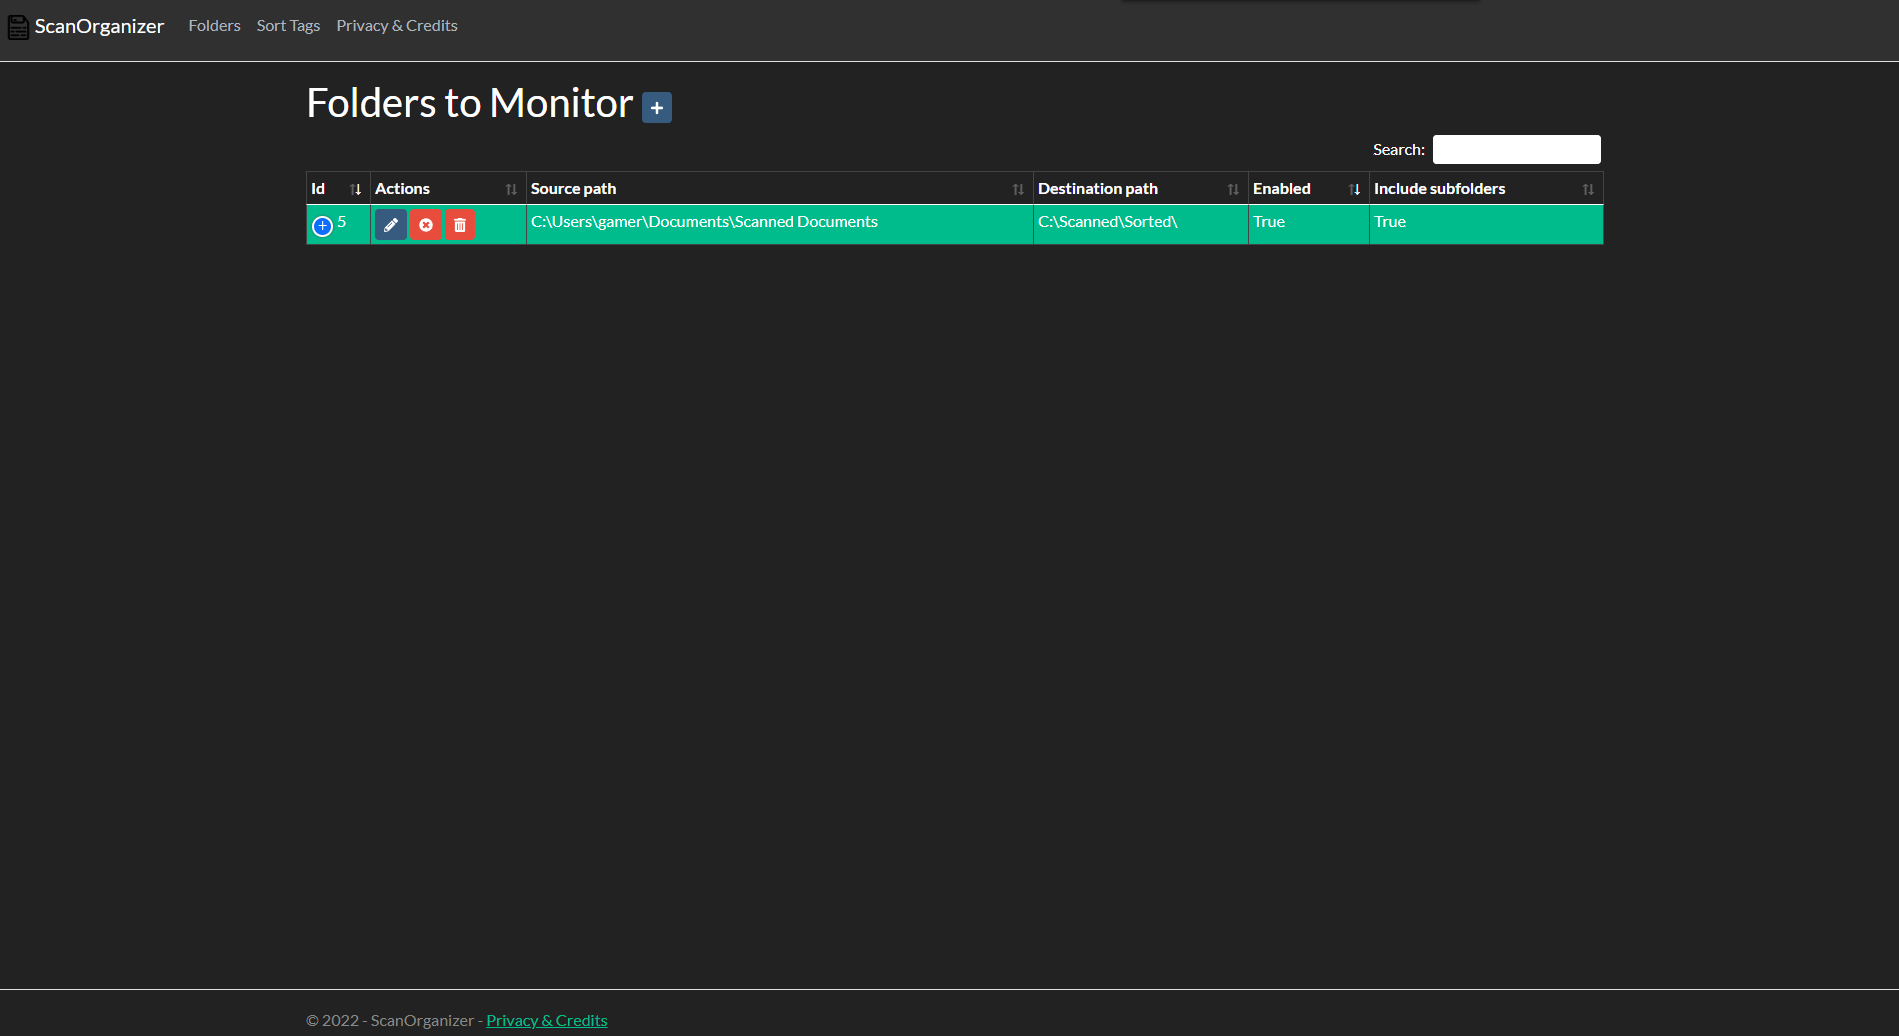 ScanOrganizer Folders Sort Tags Privacy & Credits
Folders to Monitor +
Search:
Id Actions Source path Destination path Enabled Include subfolders
5 C:\Users\gamer\Documents\Scanned Documents C:\Scanned\Sorted\ True True
© 2022 - ScanOrganizer - Privacy & Credits